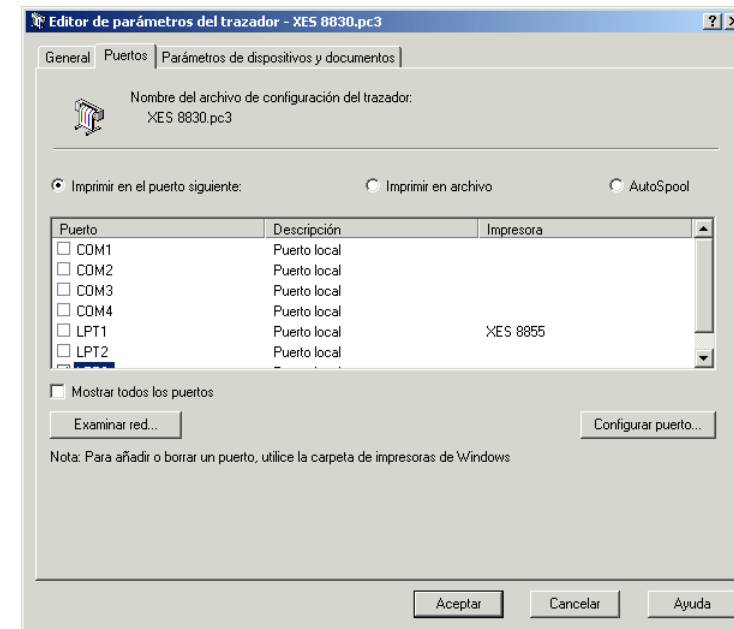 Editor de parámetros del trazador - XES 8830.pc3
General Puertos Parámetros de dispositivos y documentos
Nombre del archivo de configuración del trazador:
XES 8830.pc3
Imprimir en el puerto siguiente: Imprimir en archivo AutoSpool
Puerto Descripción Impresora
COM1 Puerto local
COM2 Puerto local
COM3 Puerto local
COM4 Puerto local
LPT1 Puerto local XES 8855
LPT2 Puerto local
Mostrar todos los puertos
Examinar red... Configurar puerto...
Nota: Para añadir o borrar un puerto, utilice la carpeta de impresoras de Windows
Aceptar Cancelar Ayuda